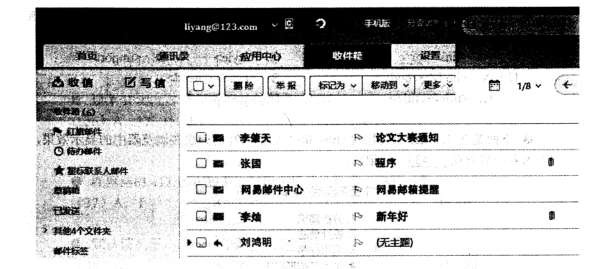 liyang@123.com 手机版
首页 通讯录 应用中心 收件箱 设置
收信 写信 删除 举报 标记为 移动到 更多 1/8
收件箱(6)
红旗邮件
待办邮件
星标联系人邮件
草稿箱
已发送
其他4个文件夹
邮件标签
李肇天 论文大赛通知
张国 程序
网易邮件中心 网易邮箱提醒
李灿 新年好
刘鸿明 (无主题)